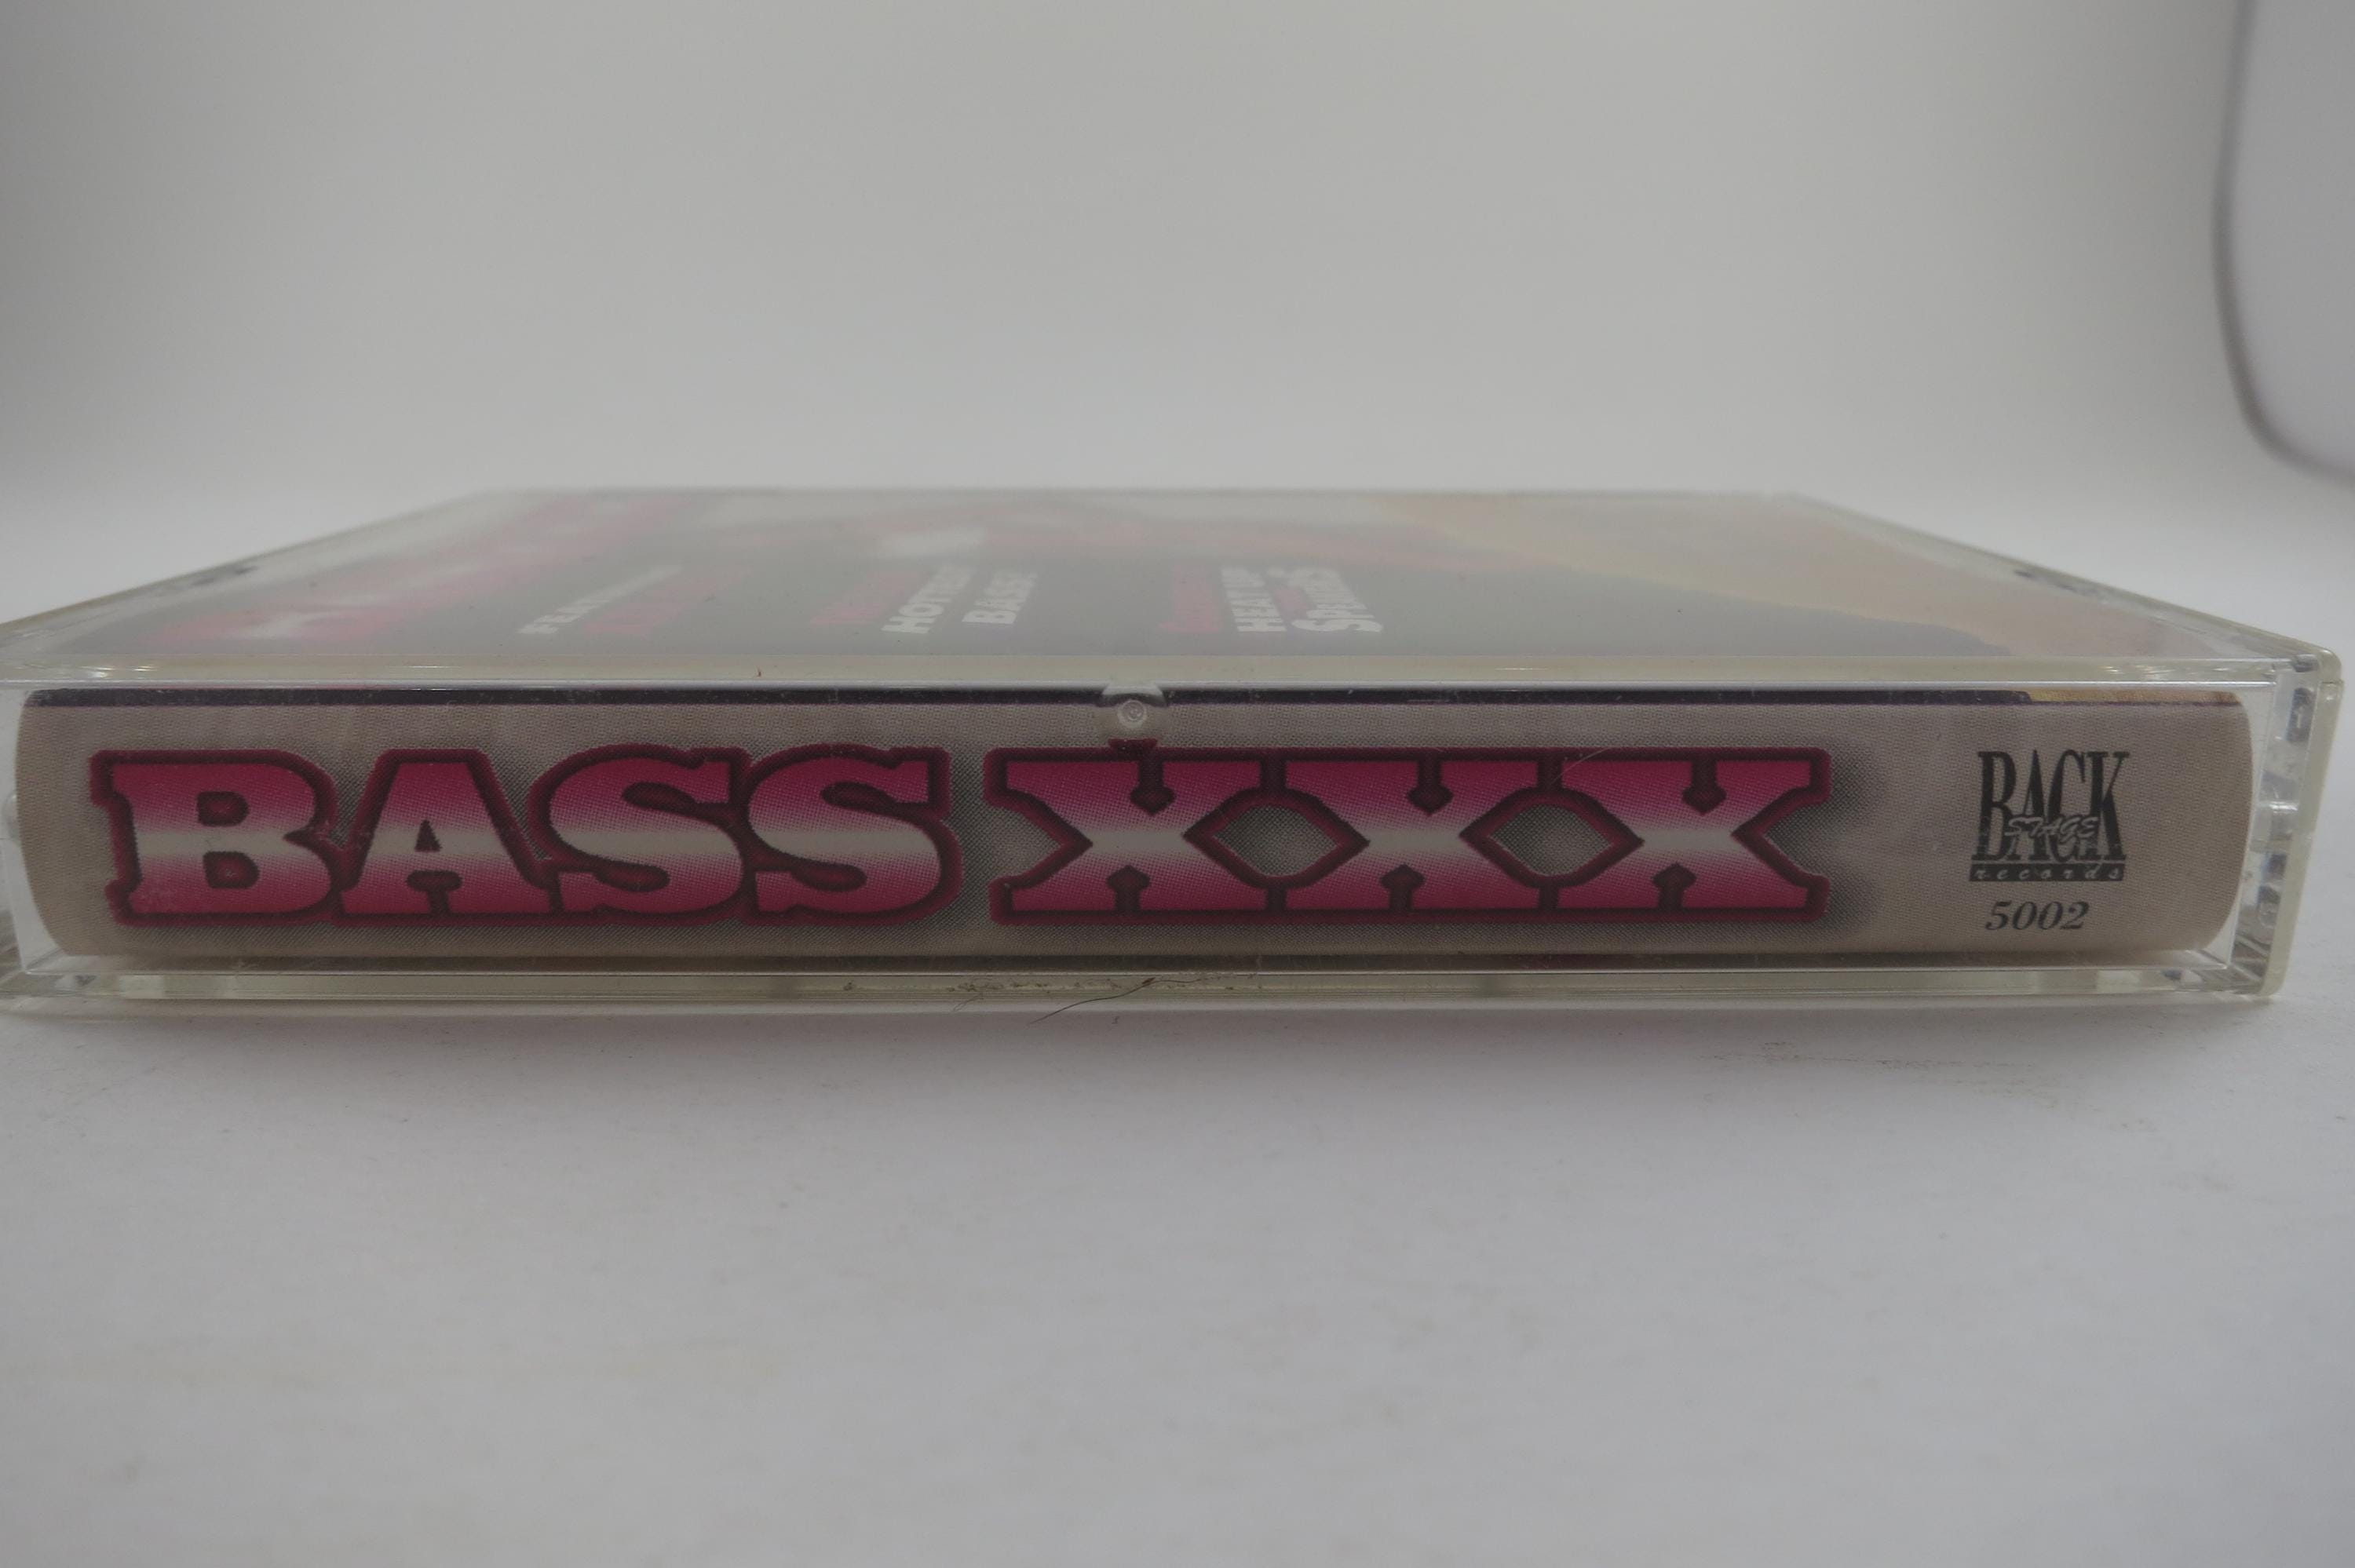 HOTTEST
BASS!
HEAT UP
BASS XXX
BACK
STAGE
records
5002